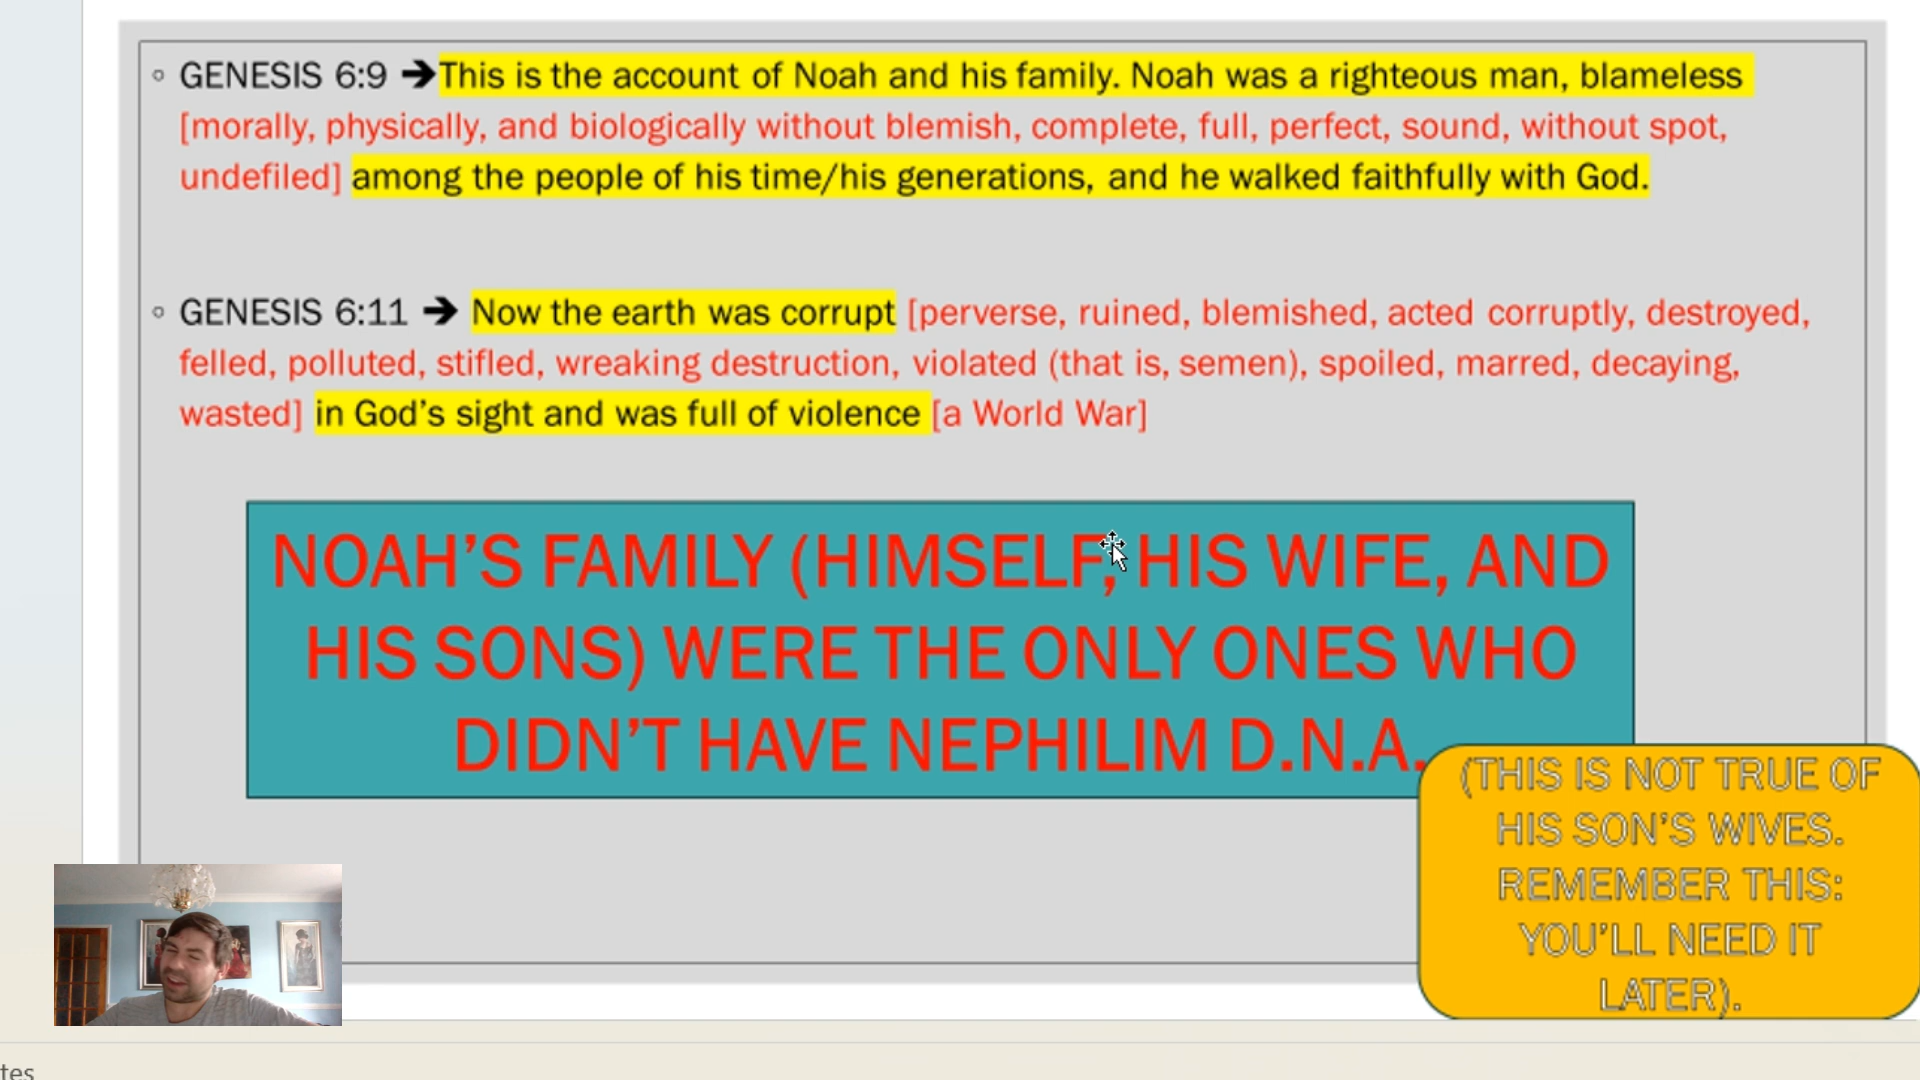 GENESIS 6:9 ➔This is the account of Noah and his family. Noah was a righteous man, blameless
[morally, physically, and biologically without blemish, complete, full, perfect, sound, without spot,
undefiled] among the people of his time/his generations, and he walked faithfully with God.
GENESIS 6:11 ➔ Now the earth was corrupt [perverse, ruined, blemished, acted corruptly, destroyed,
felled, polluted, stifled, wreaking destruction, violated (that is, semen), spoiled, marred, decaying,
wasted] in God’s sight and was full of violence [a World War]
NOAH’S FAMILY (HIMSELF, HIS WIFE, AND
HIS SONS) WERE THE ONLY ONES WHO
DIDN’T HAVE NEPHILIM D.N.A.
(THIS IS NOT TRUE OF
HIS SON’S WIVES.
REMEMBER THIS:
YOU’LL NEED IT
LATER).
tes